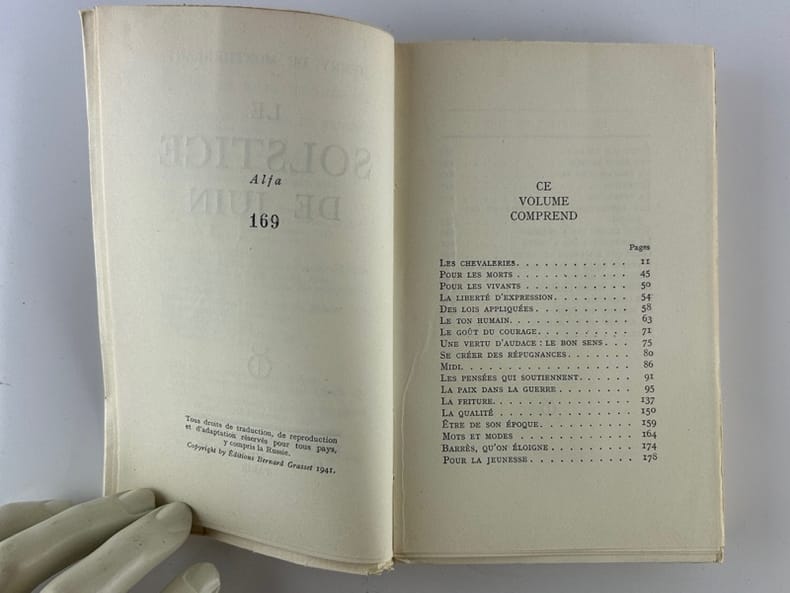 Alfa
169
Tous droits de traduction, de reproduction
et d'adaptation réservés pour tous pays,
y compris la Russie.
Copyright by Éditions Bernard Grasset 1941.
LE
SOLSTICE
DE JUIN
CE
VOLUME
COMPREND
Pages
LES CHEVALERIES. . . . . . . . . . . . 11
POUR LES MORTS . . . . . . . . . . . . 45
POUR LES VIVANTS . . . . . . . . . . . 50
LA LIBERTÉ D'EXPRESSION. . . . . . . . 54
DES LOIS APPLIQUÉES. . . . . . . . . . 58
LE TON HUMAIN. . . . . . . . . . . . . 63
LE GOÛT DU COURAGE. . . . . . . . . . 71
UNE VERTU D'AUDACE : LE BON SENS. . . 75
SE CRÉER DES RÉPUGNANCES. . . . . . . 80
MIDI. . . . . . . . . . . . . . . . . 86
LES PENSÉES QUI SOUTIENNENT. . . . . . 91
LA PAIX DANS LA GUERRE . . . . . . . . 95
LA FRITURE. . . . . . . . . . . . . . 137
LA QUALITÉ . . . . . . . . . . . . . . 150
ÊTRE DE SON ÉPOQUE. . . . . . . . . . 159
MOTS ET MODES . . . . . . . . . . . . 164
BARRÈS, QU'ON ÉLOIGNE . . . . . . . . 174
POUR LA JEUNESSE . . . . . . . . . . . 178